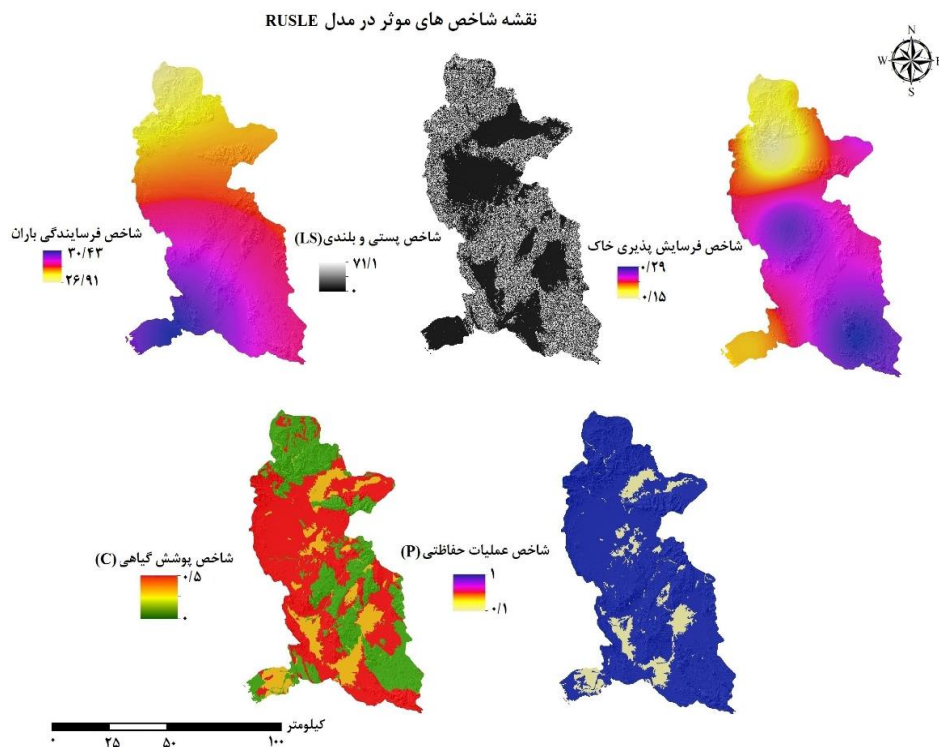 نقشه شاخص های موثر در مدل RUSLE
N
W E
S
شاخص فرسایندگی باران
۳۰/۴۳
۲۶/۹۱
شاخص پستی و بلندی (LS)
۷۱/۱
۰
شاخص فرسایش پذیری خاک
۰/۲۹
۰/۱۵
شاخص پوشش گیاهی (C)
۰/۵
۰
شاخص عملیات حفاظتی (P)
۱
۰/۱
کیلومتر
۰ ۲۵ ۵۰ ۱۰۰